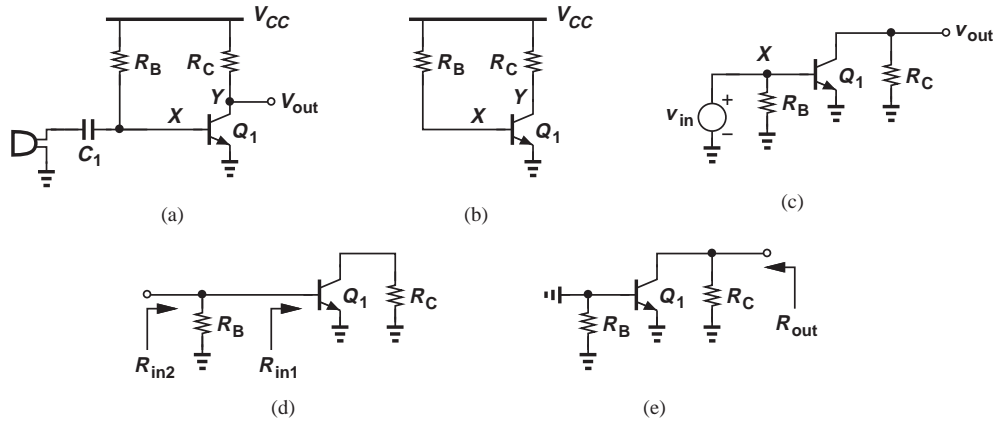 V_CC
R_B
R_C
Y
V_out
X
Q_1
C_1
(a)
V_CC
R_B
R_C
Y
X
Q_1
(b)
v_out
X
Q_1
R_C
R_B
v_in
+
−
(c)
Q_1
R_C
R_B
R_in2
R_in1
(d)
Q_1
R_C
R_B
R_out
(e)